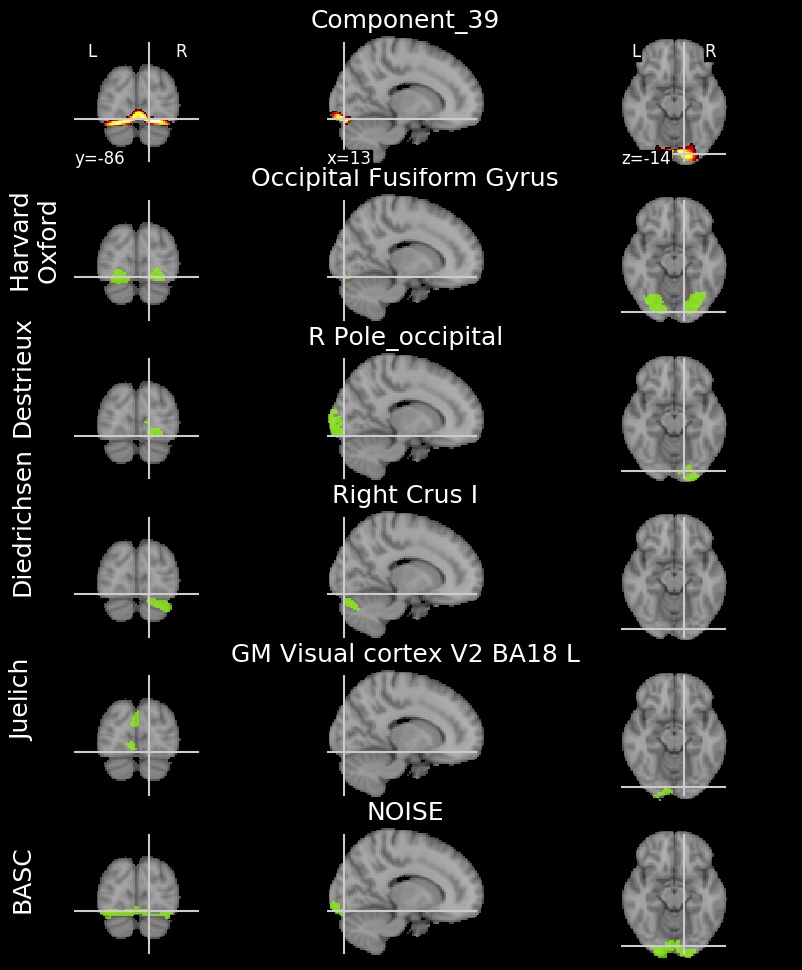 Component_39
L R L R
y=-86 x=13 z=-14
Harvard
Oxford
Occipital Fusiform Gyrus
Destrieux
R Pole_occipital
Diedrichsen
Right Crus I
Juelich
GM Visual cortex V2 BA18 L
BASC
NOISE